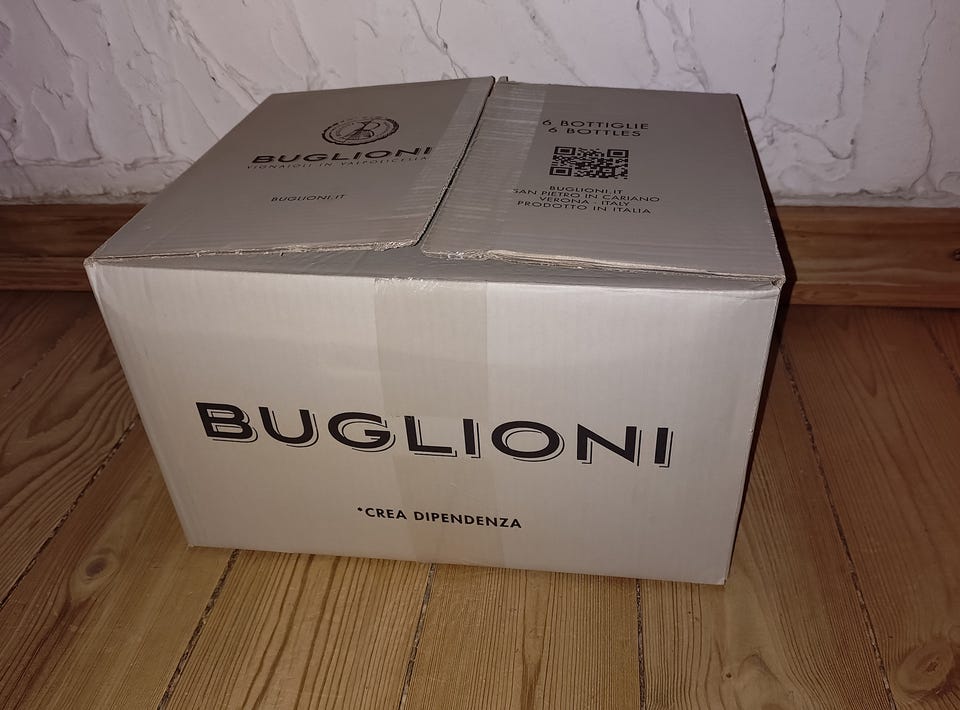 BUGLIONI
VIGNAIOLI IN VALPOLICELLA
BUGLIONI.IT
6 BOTTIGLIE
6 BOTTLES
BUGLIONI.IT
SAN PIETRO IN CARIANO
VERONA - ITALY
PRODOTTO IN ITALIA
BUGLIONI
*CREA DIPENDENZA